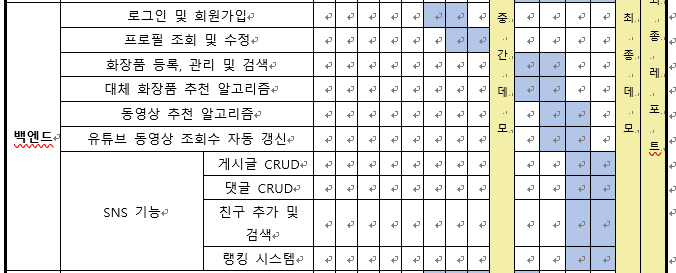 로그인 및 회원가입
프로필 조회 및 수정
화장품 등록, 관리 및 검색
대체 화장품 추천 알고리즘
동영상 추천 알고리즘
백엔드
유튜브 동영상 조회수 자동 갱신
SNS 기능
게시글 CRUD
댓글 CRUD
친구 추가 및
검색
랭킹 시스템
중
간
데
모
최
종
데
모
종
레
포
트